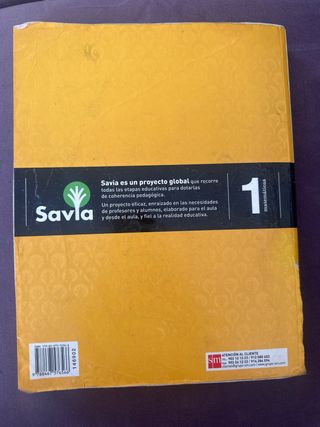 Savia es un proyecto global que recorre
todas las etapas educativas para dotarlas
de coherencia pedagógica.
Un proyecto eficaz, enraizado en las necesidades
de profesores y alumnos, elaborado para el aula
y desde el aula, y fiel a la realidad educativa.
Savia
1
matemáticas
146902
sm
ATENCIÓN AL CLIENTE